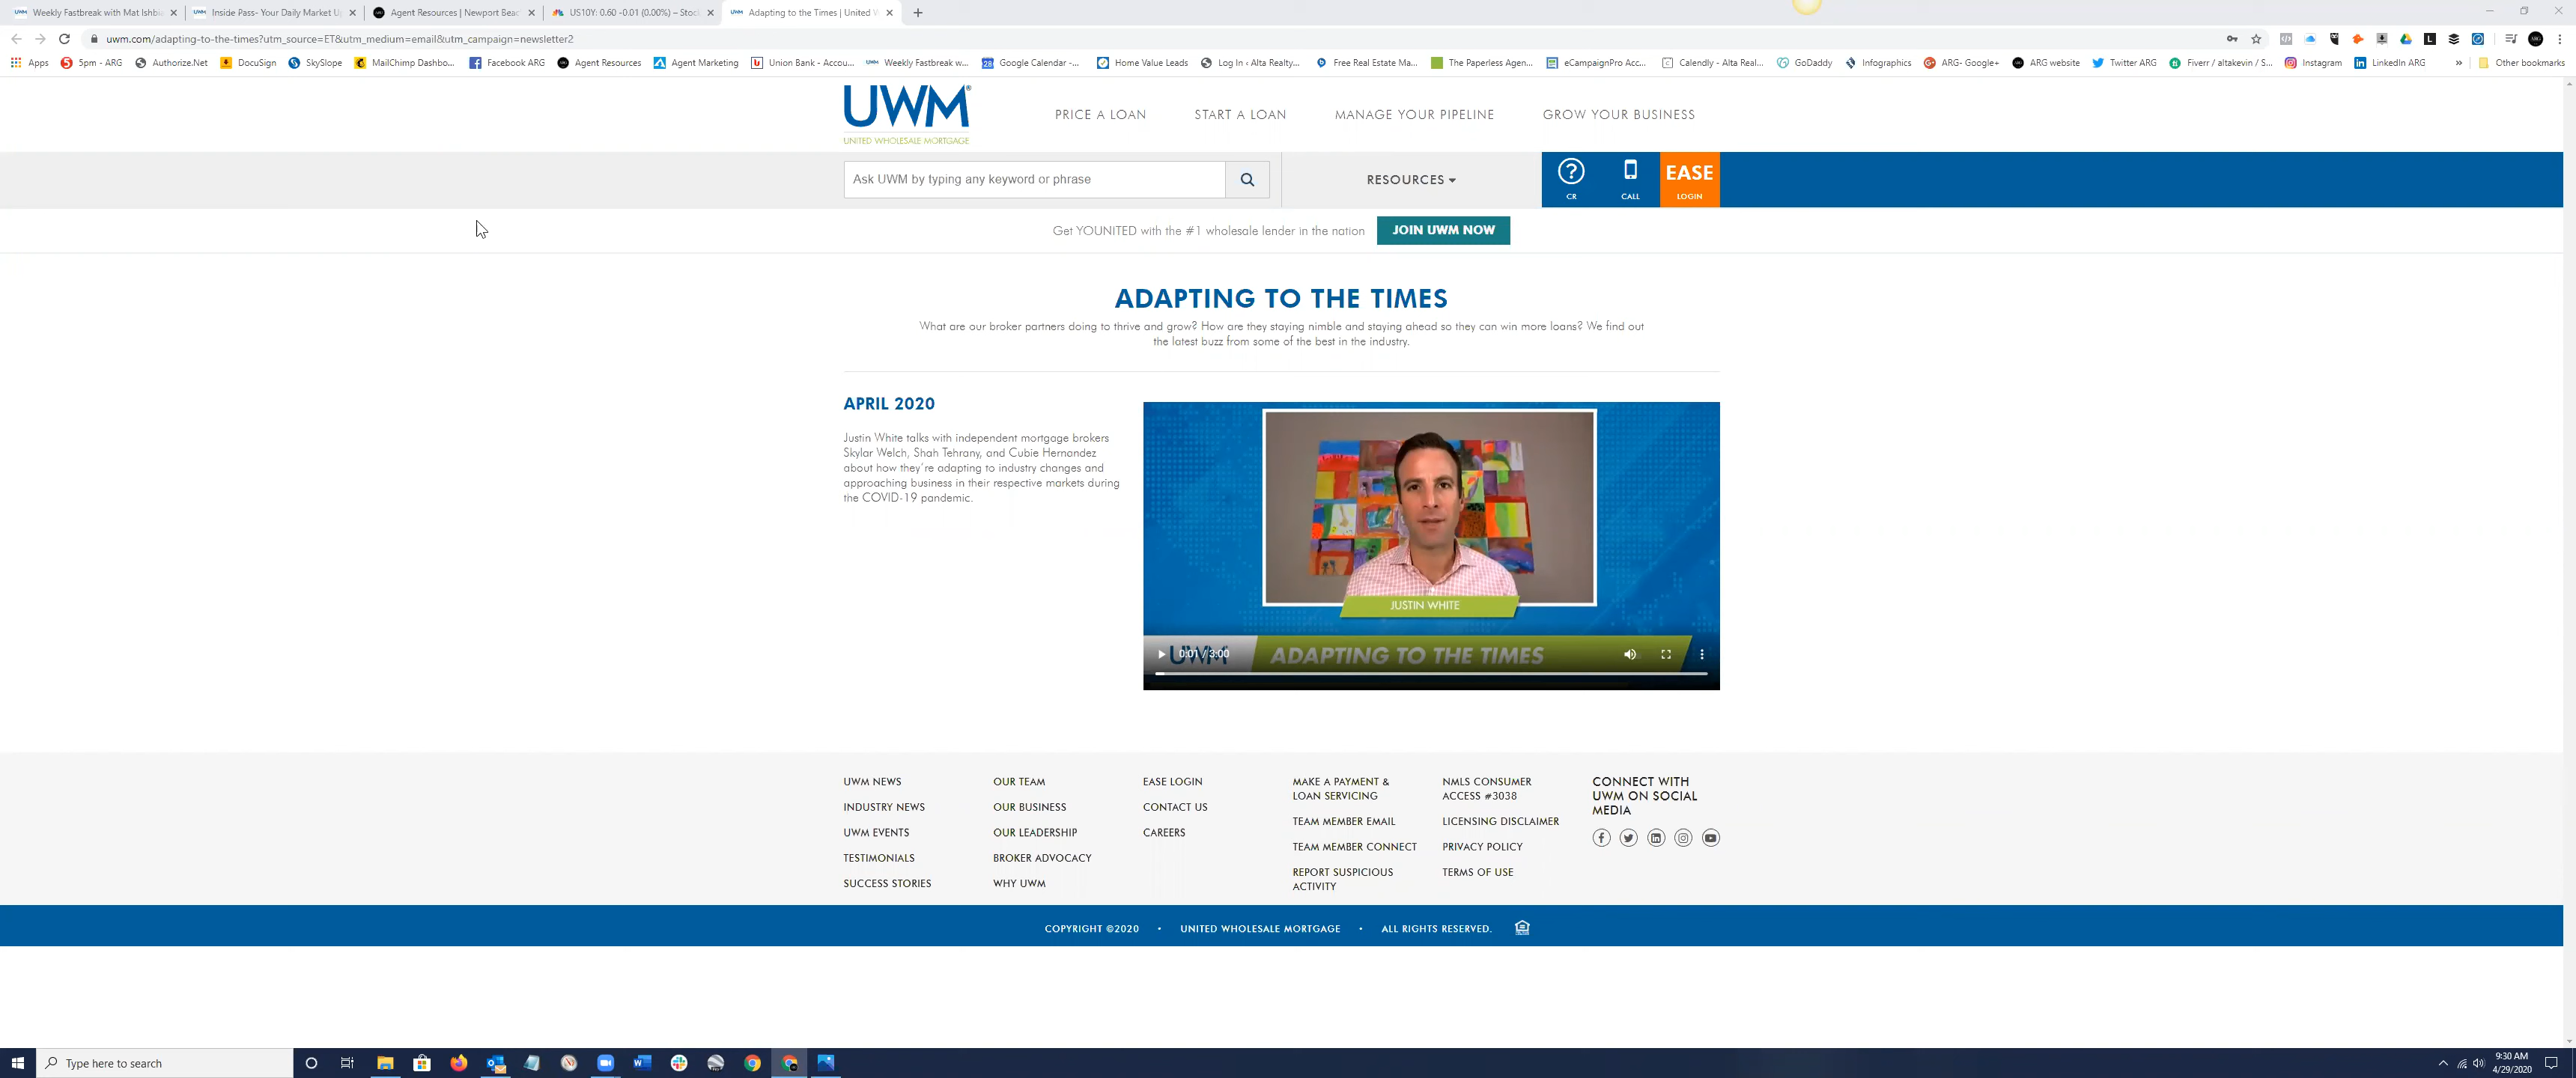 Weekly Fastbreak with Mat Ishbi
Inside Pass- Your Daily Market U
Agent Resources | Newport Beac
US10Y: 0.60 -0.01 (0.00%) – Stoc
Adapting to the Times | United W
uwm.com/adapting-to-the-times?utm_source=ET&utm_medium=email&utm_campaign=newsletter2
Apps 5pm - ARG Authorize.Net DocuSign SkySlope MailChimp Dashbo... Facebook ARG Agent Resources Agent Marketing Union Bank - Accou... Weekly Fastbreak w... Google Calendar -... Home Value Leads Log In ‹ Alta Realty... Free Real Estate Ma... The Paperless Agen... eCampaignPro Acc... Calendly - Alta Real... GoDaddy Infographics ARG- Google+ ARG website Twitter ARG Fiverr / altakevin / S... Instagram LinkedIn ARG » Other bookmarks
UWM®
UNITED WHOLESALE MORTGAGE
PRICE A LOAN START A LOAN MANAGE YOUR PIPELINE GROW YOUR BUSINESS
Ask UWM by typing any keyword or phrase
RESOURCES
?
CR
CALL
EASE
LOGIN
Get YOUNITED with the #1 wholesale lender in the nation
JOIN UWM NOW
ADAPTING TO THE TIMES
What are our broker partners doing to thrive and grow? How are they staying nimble and staying ahead so they can win more loans? We find out
the latest buzz from some of the best in the industry.
APRIL 2020
Justin White talks with independent mortgage brokers
Skylar Welch, Shah Tehrany, and Cubie Hernandez
about how they're adapting to industry changes and
approaching business in their respective markets during
the COVID-19 pandemic.
JUSTIN WHITE
UWM ADAPTING TO THE TIMES
0:01 / 3:00
UWM NEWS
INDUSTRY NEWS
UWM EVENTS
TESTIMONIALS
SUCCESS STORIES
OUR TEAM
OUR BUSINESS
OUR LEADERSHIP
BROKER ADVOCACY
WHY UWM
EASE LOGIN
CONTACT US
CAREERS
MAKE A PAYMENT &
LOAN SERVICING
TEAM MEMBER EMAIL
TEAM MEMBER CONNECT
REPORT SUSPICIOUS
ACTIVITY
NMLS CONSUMER
ACCESS #3038
LICENSING DISCLAIMER
PRIVACY POLICY
TERMS OF USE
CONNECT WITH
UWM ON SOCIAL
MEDIA
COPYRIGHT ©2020 • UNITED WHOLESALE MORTGAGE • ALL RIGHTS RESERVED.
Type here to search
9:30 AM
4/29/2020